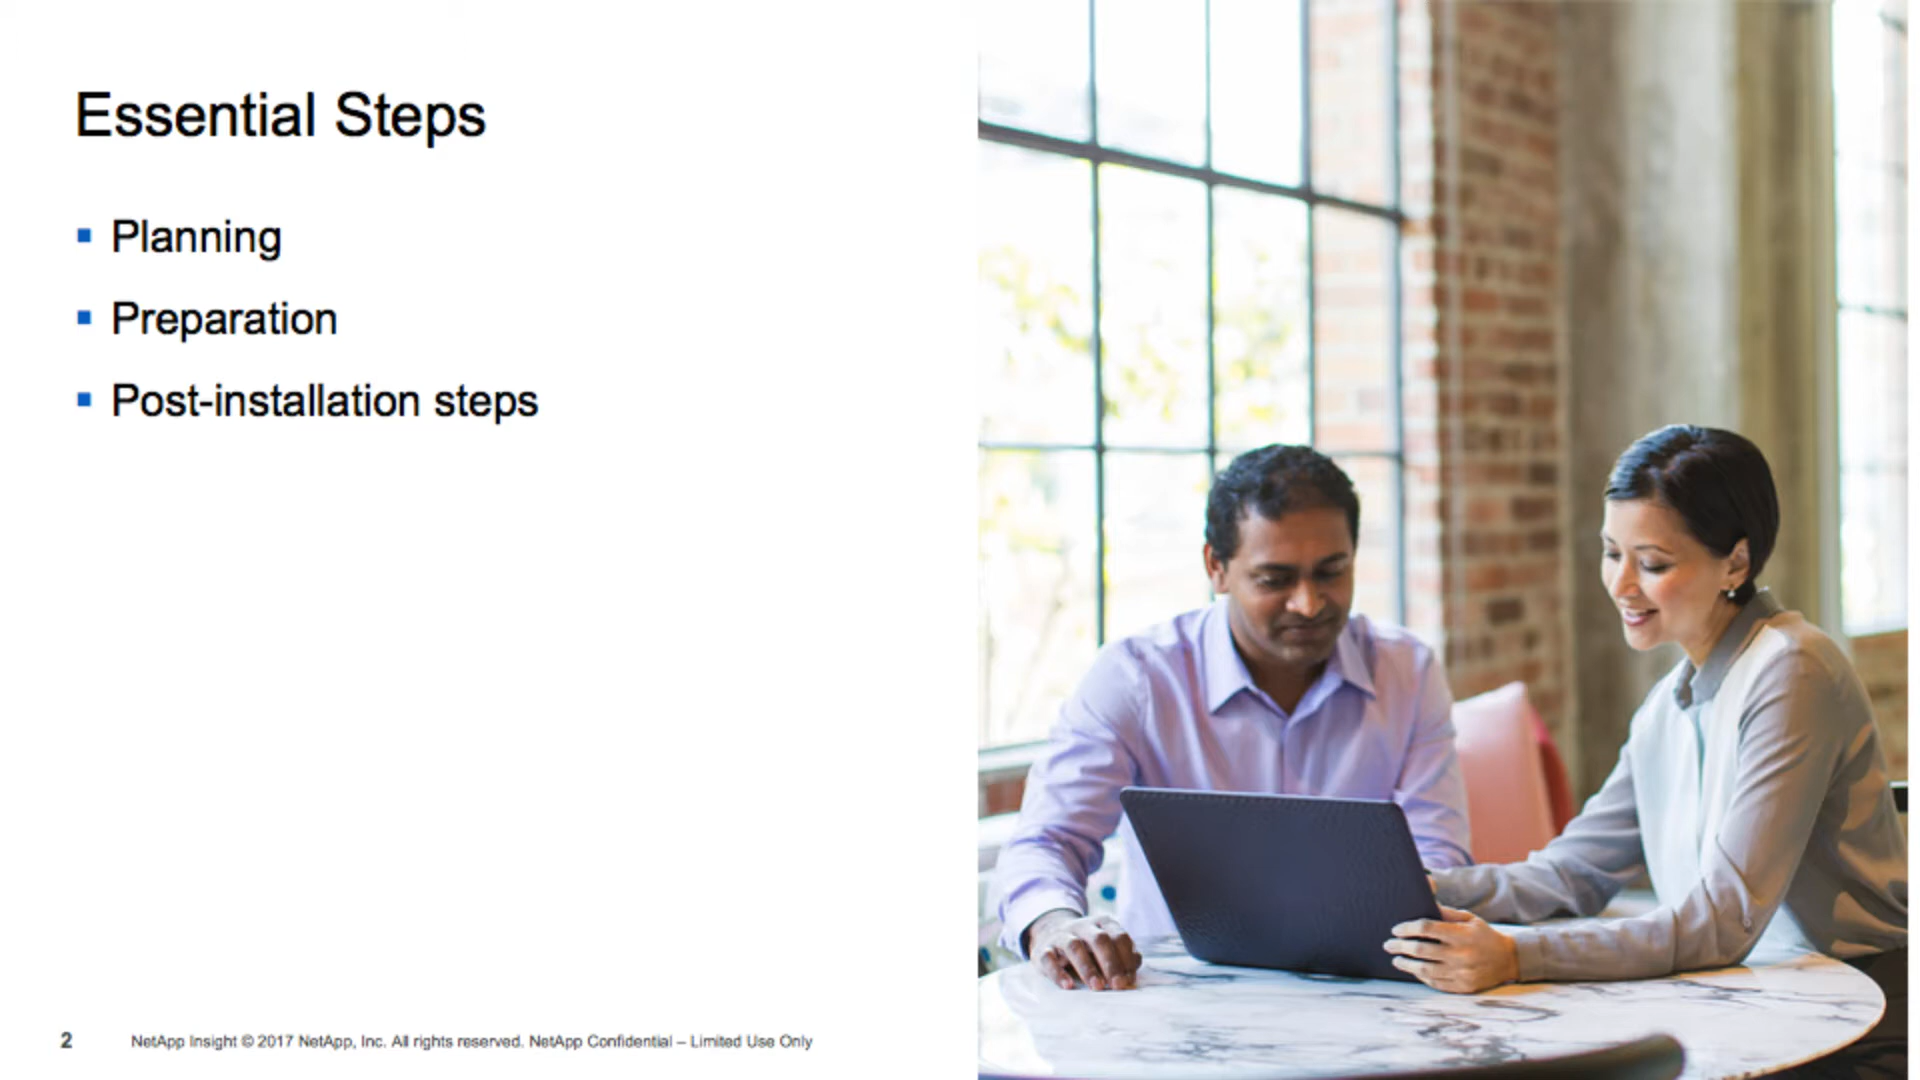 Essential Steps
▪ Planning
▪ Preparation
▪ Post-installation steps
2 NetApp Insight © 2017 NetApp, Inc. All rights reserved. NetApp Confidential – Limited Use Only